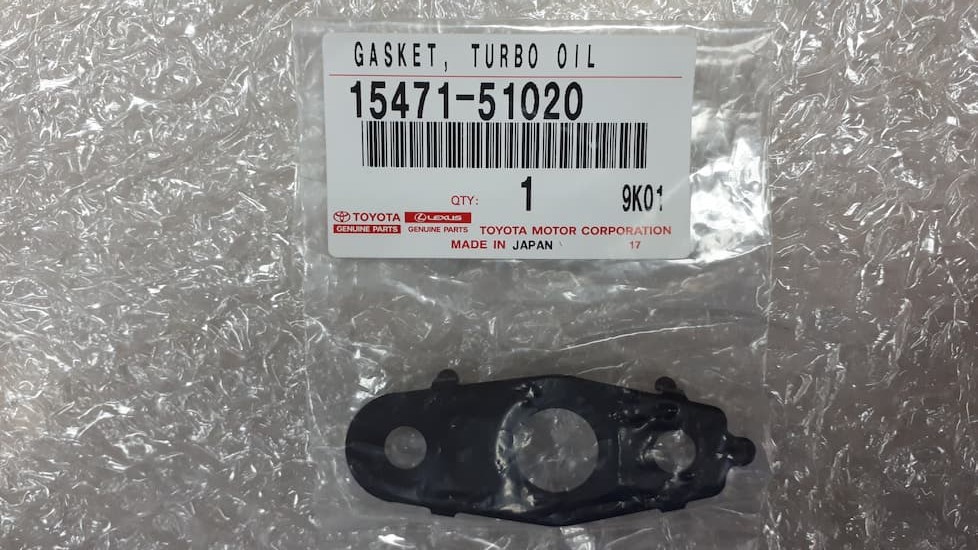 GASKET, TURBO OIL
15471-51020
QTY: 1 9K01
TOYOTA LEXUS
GENUINE PARTS GENUINE PARTS TOYOTA MOTOR CORPORATION
MADE IN JAPAN 17